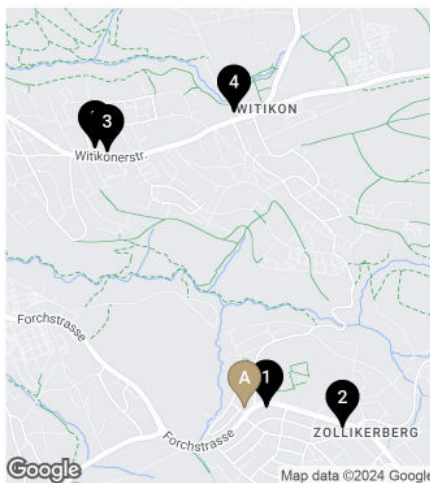 4
WITIKON
3
Witikonerstr.
Forchstrasse
A
1
2
ZOLLIKERBERG
Forchstrasse
Google
Map data ©2024 Google